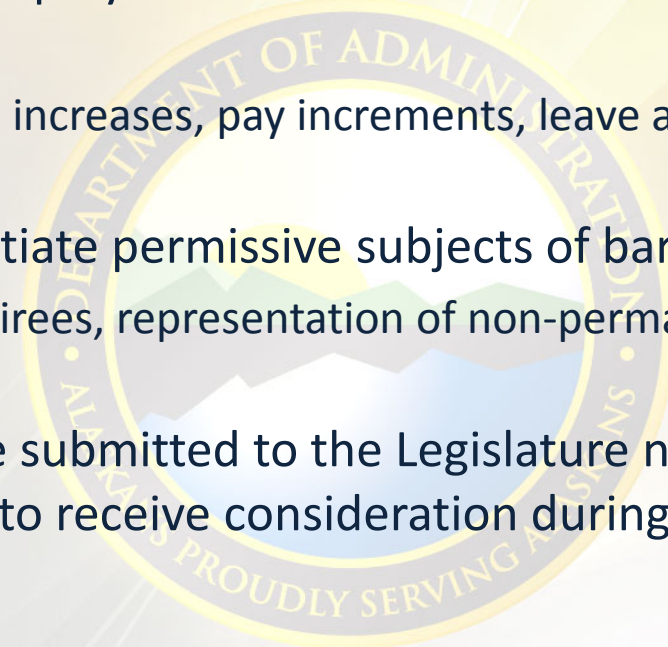 increases, pay increments, leave a
tiate permissive subjects of bar
irees, representation of non-perma
e submitted to the Legislature n
to receive consideration during
DEPARTMENT OF ADMINISTRATION
ALASKANS PROUDLY SERVING ALASKANS